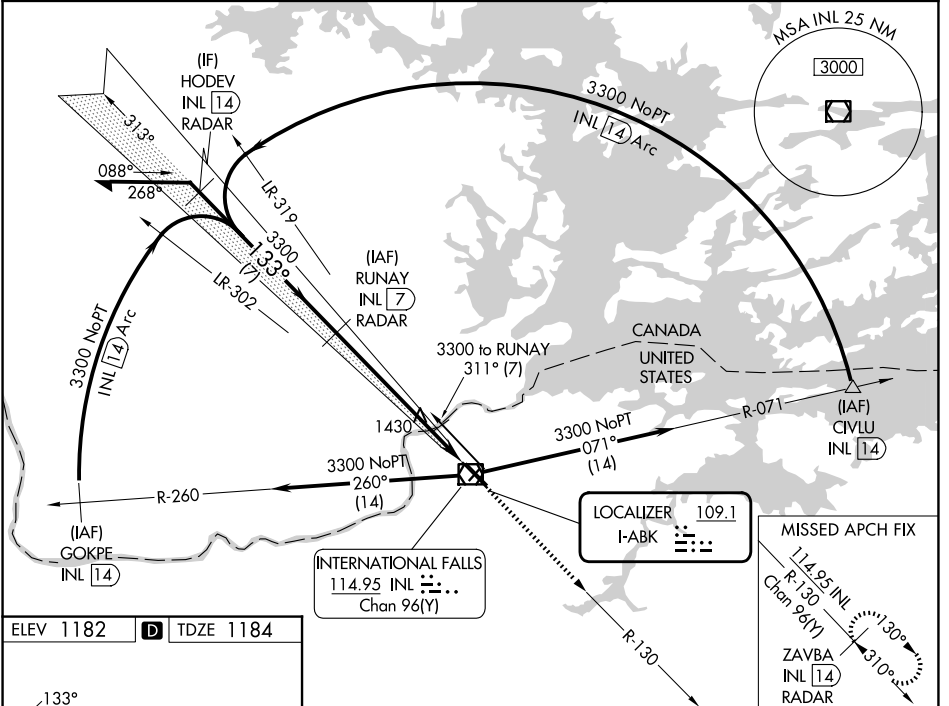 MSA INL 25 NM
3000
(IF)
HODEV
INL 14
RADAR
3300 NoPT
INL 14 Arc
313°
088°
268°
LR-319
3300
133°
(7)
LR-302
(IAF)
RUNAY
INL 7
RADAR
3300 NoPT
INL 14 Arc
3300 to RUNAY
311° (7)
CANADA
UNITED
STATES
1430
3300 NoPT
071°
(14)
R-071
(IAF)
CIVLU
INL 14
3300 NoPT
260°
(14)
R-260
(IAF)
GOKPE
INL 14
INTERNATIONAL FALLS
114.95 INL
Chan 96(Y)
LOCALIZER 109.1
I-ABK
R-130
MISSED APCH FIX
114.95 INL
R-130
Chan 96(Y)
130°
310°
ZAVBA
INL 14
RADAR
ELEV 1182 D TDZE 1184
133°